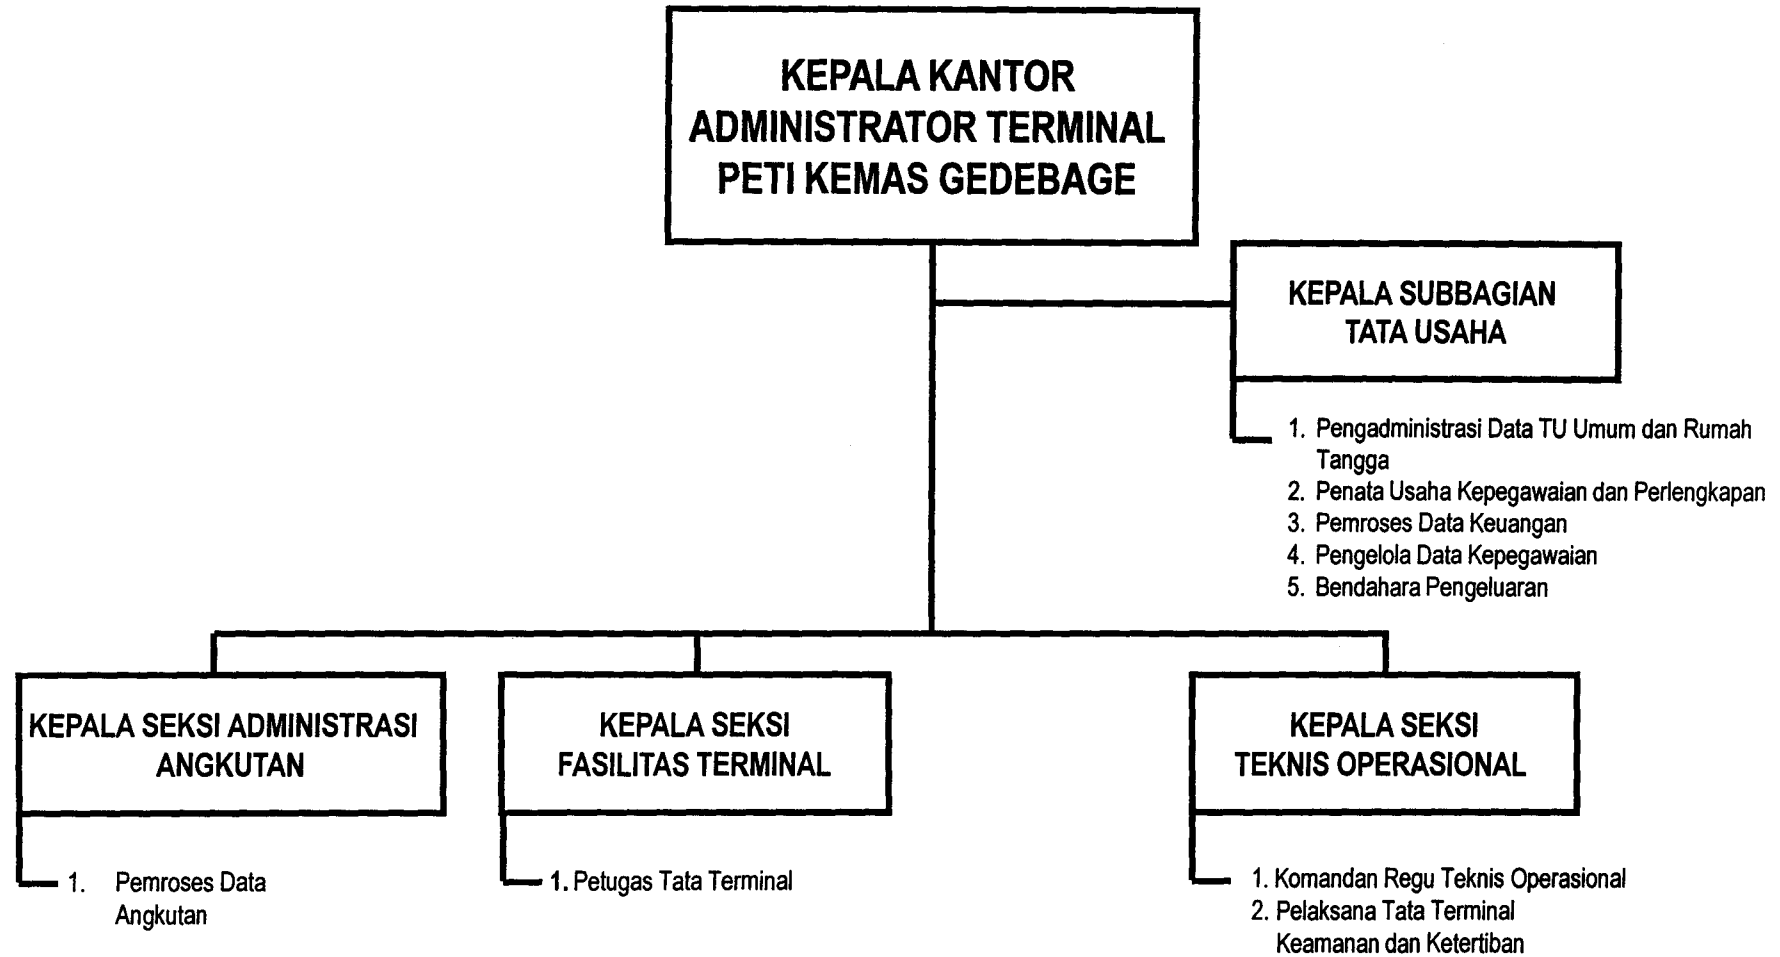 KEPALA KANTOR
ADMINISTRATOR TERMINAL
PETI KEMAS GEDEBAGE
KEPALA SUBBAGIAN
TATA USAHA
1. Pengadministrasi Data TU Umum dan Rumah
Tangga
2. Penata Usaha Kepegawaian dan Perlengkapan
3. Pemroses Data Keuangan
4. Pengelola Data Kepegawaian
5. Bendahara Pengeluaran
KEPALA SEKSI ADMINISTRASI
ANGKUTAN
1. Pemroses Data
Angkutan
KEPALA SEKSI
FASILITAS TERMINAL
1. Petugas Tata Terminal
KEPALA SEKSI
TEKNIS OPERASIONAL
1. Komandan Regu Teknis Operasional
2. Pelaksana Tata Terminal
Keamanan dan Ketertiban